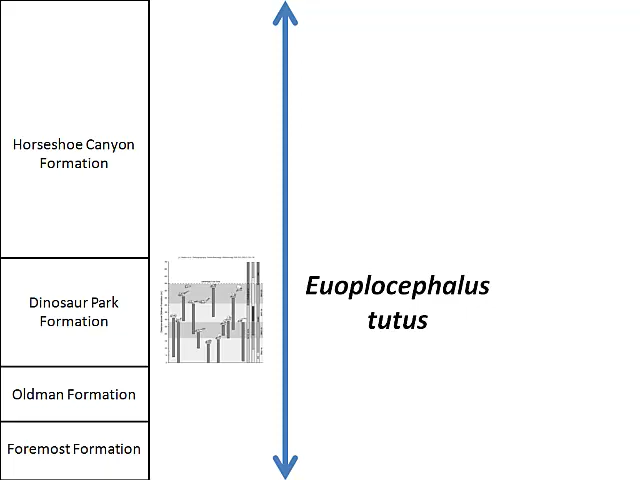 Horseshoe Canyon
Formation
Dinosaur Park
Formation
Euoplocephalus
tutus
Oldman Formation
Foremost Formation